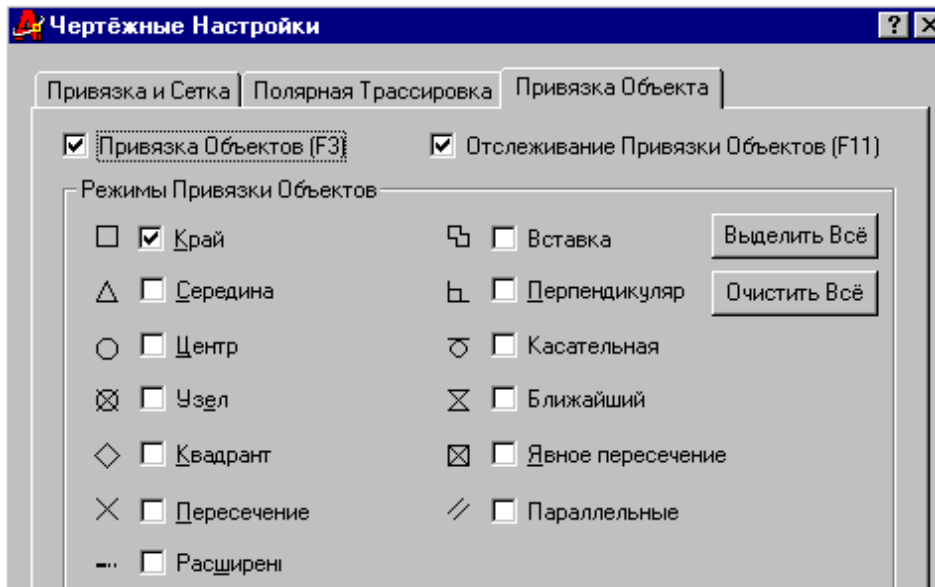 Чертёжные Настройки
Привязка и Сетка Полярная Трассировка Привязка Объекта
Привязка Объектов (F3) Отслеживание Привязки Объектов (F11)
Режимы Привязки Объектов
Край Вставка Выделить Всё
Середина Перпендикуляр Очистить Всё
Центр Касательная
Узел Ближайший
Квадрант Явное пересечение
Пересечение Параллельные